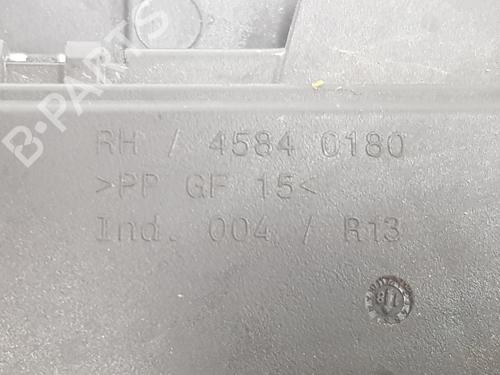 B-PARTS
RH / 4584 0180
>PP GF 15<
Ind. 004 / R13